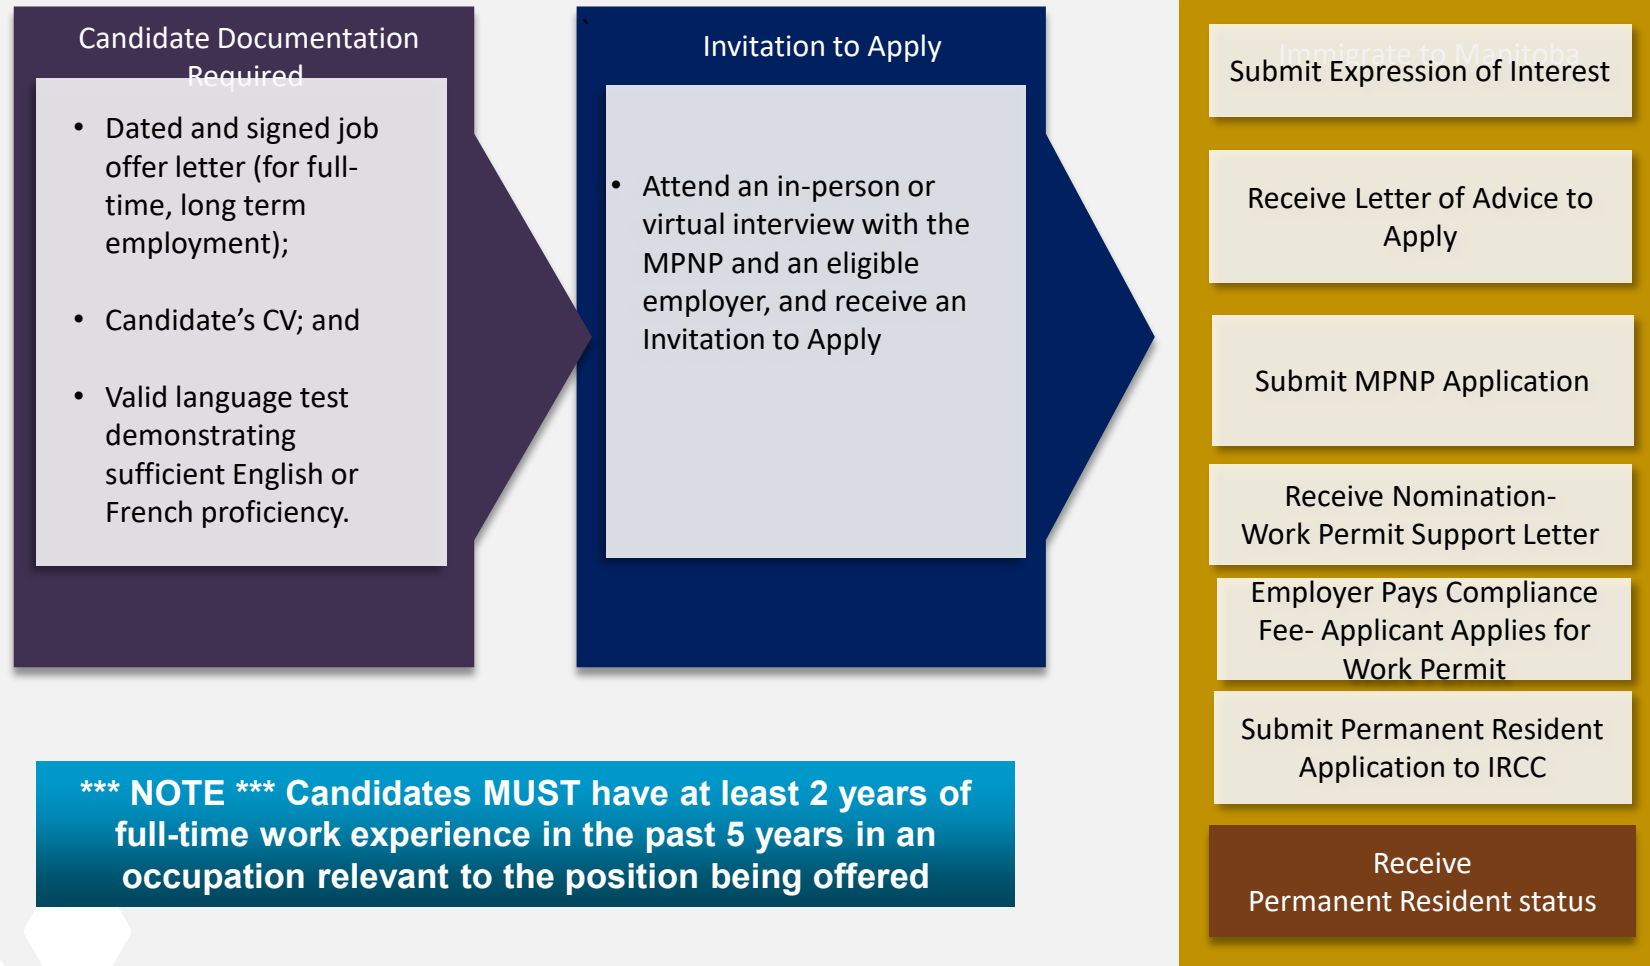 Candidate Documentation
Required
• Dated and signed job
offer letter (for full-
time, long term
employment);
• Candidate’s CV; and
• Valid language test
demonstrating
sufficient English or
French proficiency.
`
Invitation to Apply
• Attend an in-person or
virtual interview with the
MPNP and an eligible
employer, and receive an
Invitation to Apply
Immigrate to Manitoba
Submit Expression of Interest
Receive Letter of Advice to
Apply
Submit MPNP Application
Receive Nomination-
Work Permit Support Letter
Employer Pays Compliance
Fee- Applicant Applies for
Work Permit
Submit Permanent Resident
Application to IRCC
Receive
Permanent Resident status
*** NOTE *** Candidates MUST have at least 2 years of
full-time work experience in the past 5 years in an
occupation relevant to the position being offered